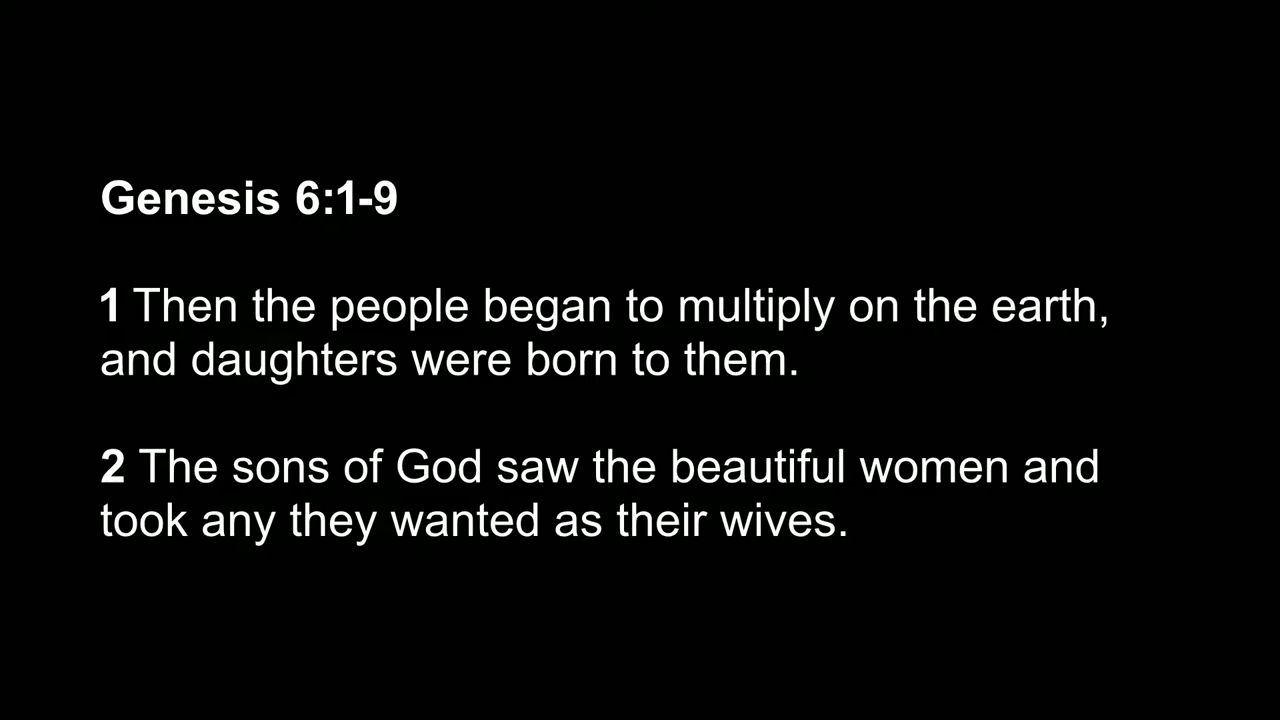 Genesis 6:1-9
1 Then the people began to multiply on the earth,
and daughters were born to them.
2 The sons of God saw the beautiful women and
took any they wanted as their wives.